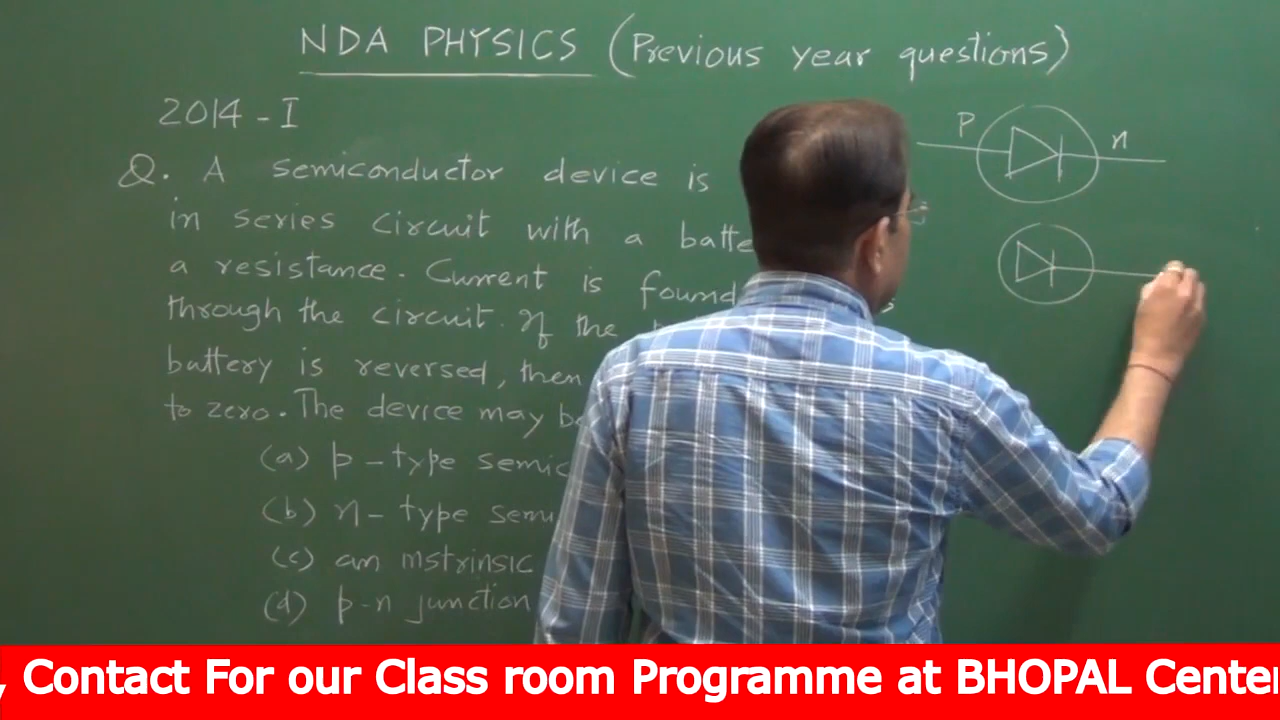 NDA PHYSICS (Previous year questions)
2014 - I
Q. A semiconductor device is
in series circuit with a batte
a resistance. Current is found
through the circuit. If the
battery is reversed, then
to zero. The device may be
(a) p-type semic
(b) n- type semi
(c) an mstrinsic
(d) p-n junction
P
n
Contact For our Class room Programme at BHOPAL Center